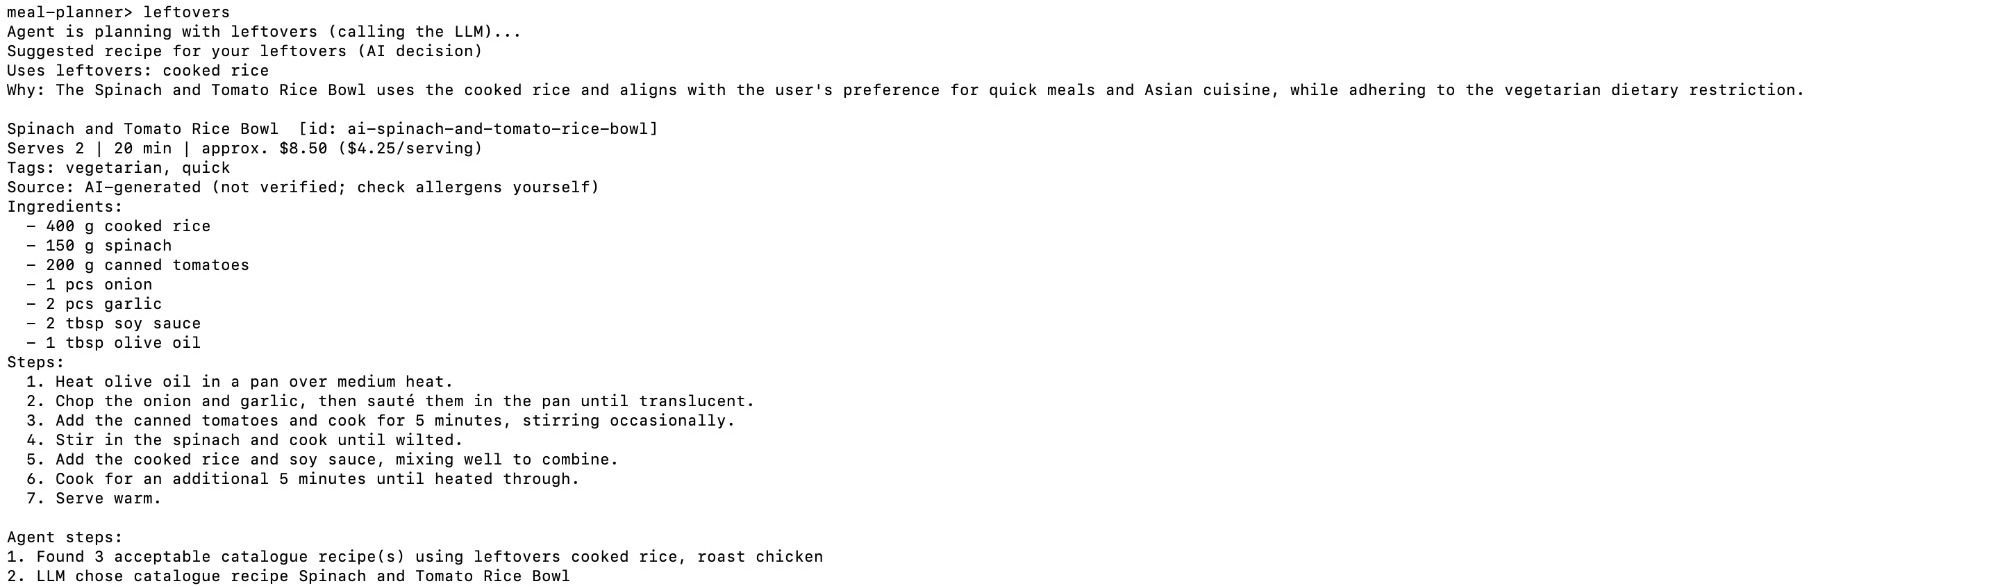 meal-planner> leftovers
Agent is planning with leftovers (calling the LLM)...
Suggested recipe for your leftovers (AI decision)
Uses leftovers: cooked rice
Why: The Spinach and Tomato Rice Bowl uses the cooked rice and aligns with the user's preference for quick meals and Asian cuisine, while adhering to the vegetarian dietary restriction.

Spinach and Tomato Rice Bowl  [id: ai-spinach-and-tomato-rice-bowl]
Serves 2 | 20 min | approx. $8.50 ($4.25/serving)
Tags: vegetarian, quick
Source: AI-generated (not verified; check allergens yourself)
Ingredients:
  - 400 g cooked rice
  - 150 g spinach
  - 200 g canned tomatoes
  - 1 pcs onion
  - 2 pcs garlic
  - 2 tbsp soy sauce
  - 1 tbsp olive oil
Steps:
  1. Heat olive oil in a pan over medium heat.
  2. Chop the onion and garlic, then sauté them in the pan until translucent.
  3. Add the canned tomatoes and cook for 5 minutes, stirring occasionally.
  4. Stir in the spinach and cook until wilted.
  5. Add the cooked rice and soy sauce, mixing well to combine.
  6. Cook for an additional 5 minutes until heated through.
  7. Serve warm.

Agent steps:
1. Found 3 acceptable catalogue recipe(s) using leftovers cooked rice, roast chicken
2. LLM chose catalogue recipe Spinach and Tomato Rice Bowl